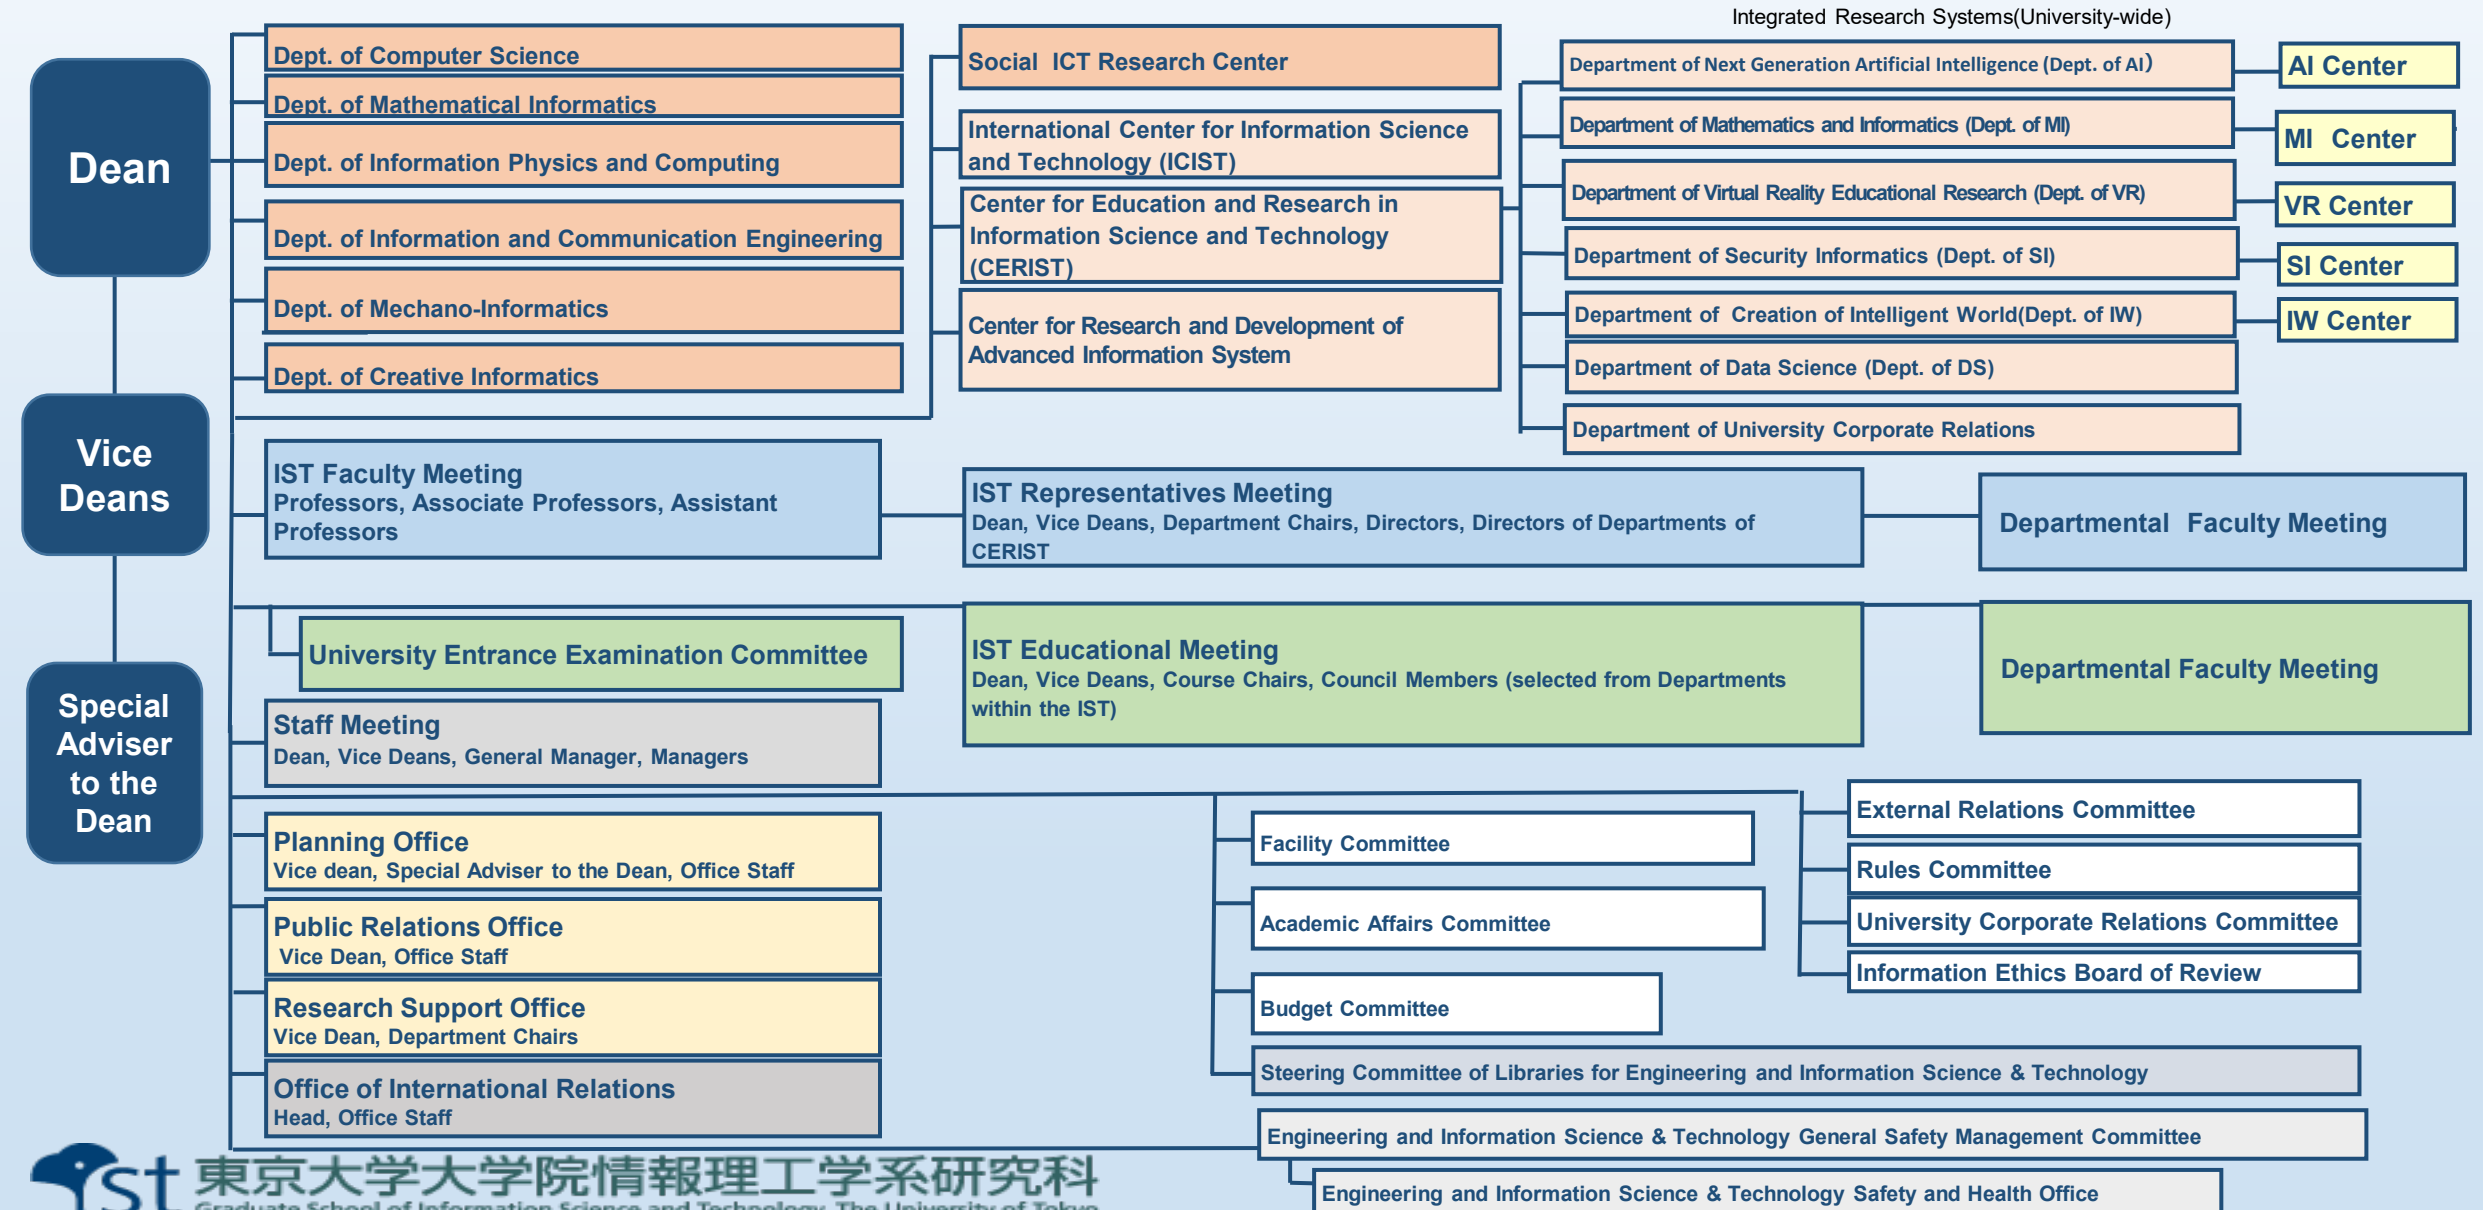 Integrated Research Systems(University-wide)
Dean
Vice
Deans
Special
Adviser
to the
Dean
Dept. of Computer Science
Dept. of Mathematical Informatics
Dept. of Information Physics and Computing
Dept. of Information and Communication Engineering
Dept. of Mechano-Informatics
Dept. of Creative Informatics
Social ICT Research Center
International Center for Information Science
and Technology (ICIST)
Center for Education and Research in
Information Science and Technology
(CERIST)
Center for Research and Development of
Advanced Information System
Department of Next Generation Artificial Intelligence (Dept. of AI)
AI Center
Department of Mathematics and Informatics (Dept. of MI)
MI Center
Department of Virtual Reality Educational Research (Dept. of VR)
VR Center
Department of Security Informatics (Dept. of SI)
SI Center
Department of Creation of Intelligent World(Dept. of IW)
IW Center
Department of Data Science (Dept. of DS)
Department of University Corporate Relations
IST Faculty Meeting
Professors, Associate Professors, Assistant
Professors
IST Representatives Meeting
Dean, Vice Deans, Department Chairs, Directors, Directors of Departments of
CERIST
Departmental Faculty Meeting
University Entrance Examination Committee
IST Educational Meeting
Dean, Vice Deans, Course Chairs, Council Members (selected from Departments
within the IST)
Departmental Faculty Meeting
Staff Meeting
Dean, Vice Deans, General Manager, Managers
Planning Office
Vice dean, Special Adviser to the Dean, Office Staff
Public Relations Office
Vice Dean, Office Staff
Research Support Office
Vice Dean, Department Chairs
Office of International Relations
Head, Office Staff
Facility Committee
Academic Affairs Committee
Budget Committee
Steering Committee of Libraries for Engineering and Information Science & Technology
External Relations Committee
Rules Committee
University Corporate Relations Committee
Information Ethics Board of Review
Engineering and Information Science & Technology General Safety Management Committee
Engineering and Information Science & Technology Safety and Health Office
ist 東京大学大学院情報理工学系研究科
Graduate School of Information Science and Technology, The University of Tokyo